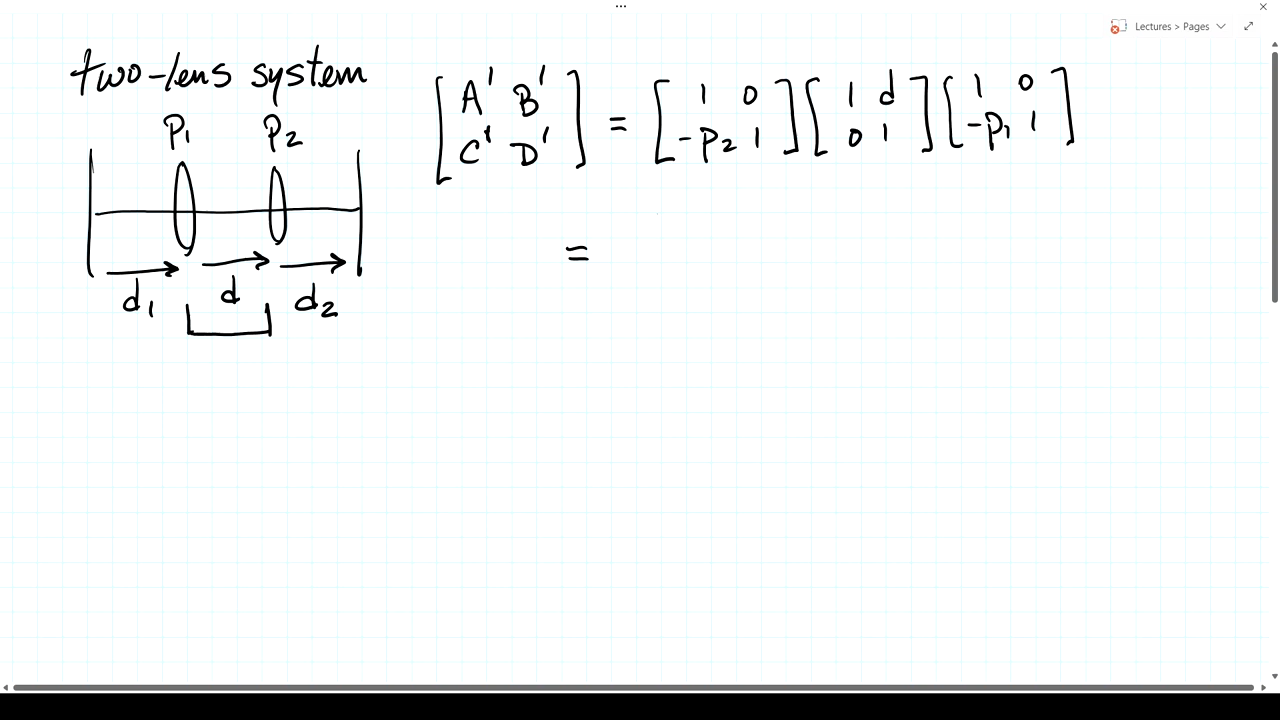 ...
Lectures > Pages
two-lens system
P1 P2
d1 d d2
[A' B' C' D'] = [1 0 -P2 1] [1 d 0 1] [1 0 -P1 1]
=